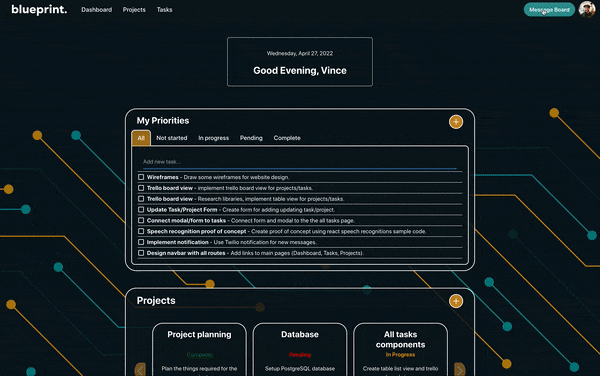 blueprint.
Dashboard Projects Tasks
Message Board
Wednesday, April 27, 2022
Good Evening, Vince
My Priorities
All Not started In progress Pending Complete
Add new task...
Wireframes - Draw some wireframes for website design.
Trello board view - implement trello board view for projects/tasks.
Trello board view - Research libraries, implement table view for projects/tasks.
Update Task/Project Form - Create form for adding updating task/project.
Connect modal/form to tasks - Connect form and modal to the the all tasks page.
Speech recognition proof of concept - Create proof of concept using react speech recognitions sample code.
Implement notification - Use Twilio notification for new messages.
Design navbar with all routes - Add links to main pages (Dashboard, Tasks, Projects).
Projects
Project planning
Complete
Plan the things required for the
Database
Pending
Setup PostgreSQL database
All tasks
components
In Progress
Create table list view and trello